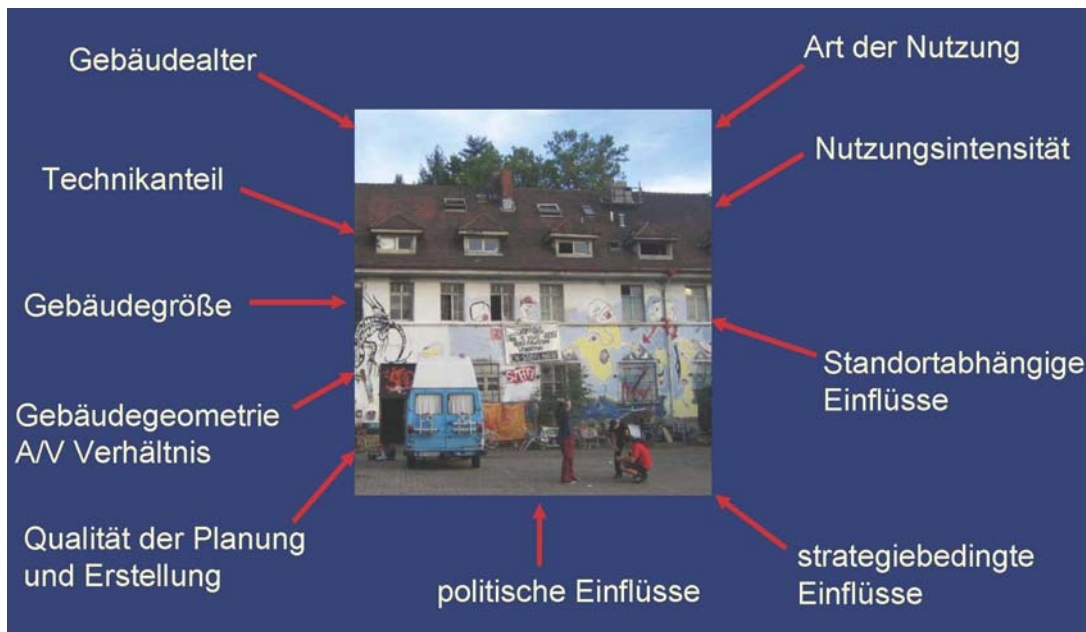 Gebäudealter
Technikanteil
Gebäudegröße
Gebäudegeometrie
A/V Verhältnis
Qualität der Planung
und Erstellung
politische Einflüsse
Art der Nutzung
Nutzungsintensität
Standortabhängige
Einflüsse
strategiebedingte
Einflüsse